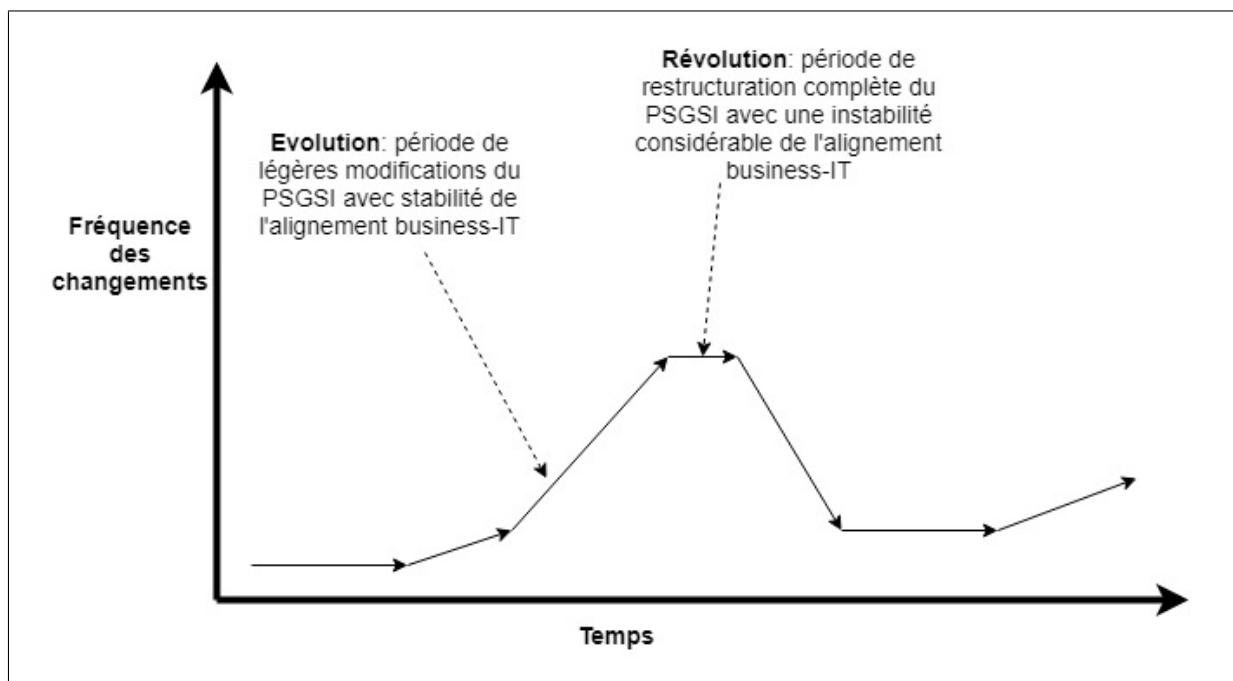 Révolution: période de
restructuration complète du
PSGSI avec une instabilité
considérable de l'alignement
business-IT
Evolution: période de
légères modifications du
PSGSI avec stabilité de
l'alignement business-IT
Fréquence
des
changements
Temps